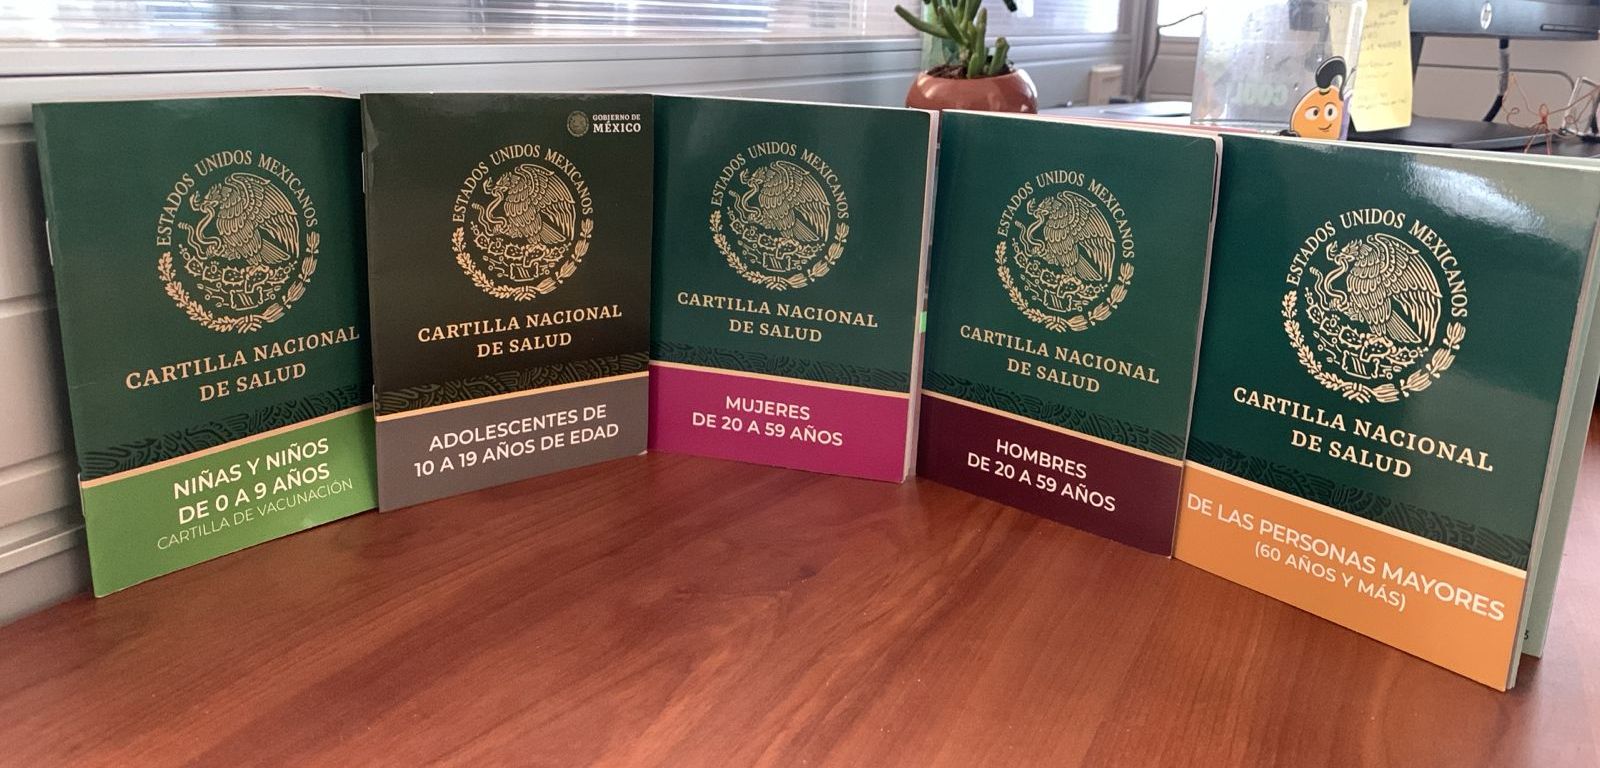 ESTADOS UNIDOS MEXICANOS
CARTILLA NACIONAL
DE SALUD
NIÑAS Y NIÑOS
DE 0 A 9 AÑOS
CARTILLA DE VACUNACIÓN
GOBIERNO DE
MÉXICO
ESTADOS UNIDOS MEXICANOS
CARTILLA NACIONAL
DE SALUD
ADOLESCENTES DE
10 A 19 AÑOS DE EDAD
ESTADOS UNIDOS MEXICANOS
CARTILLA NACIONAL
DE SALUD
MUJERES
DE 20 A 59 AÑOS
ESTADOS UNIDOS MEXICANOS
CARTILLA NACIONAL
DE SALUD
HOMBRES
DE 20 A 59 AÑOS
ESTADOS UNIDOS MEXICANOS
CARTILLA NACIONAL
DE SALUD
DE LAS PERSONAS MAYORES
(60 AÑOS Y MÁS)
hp